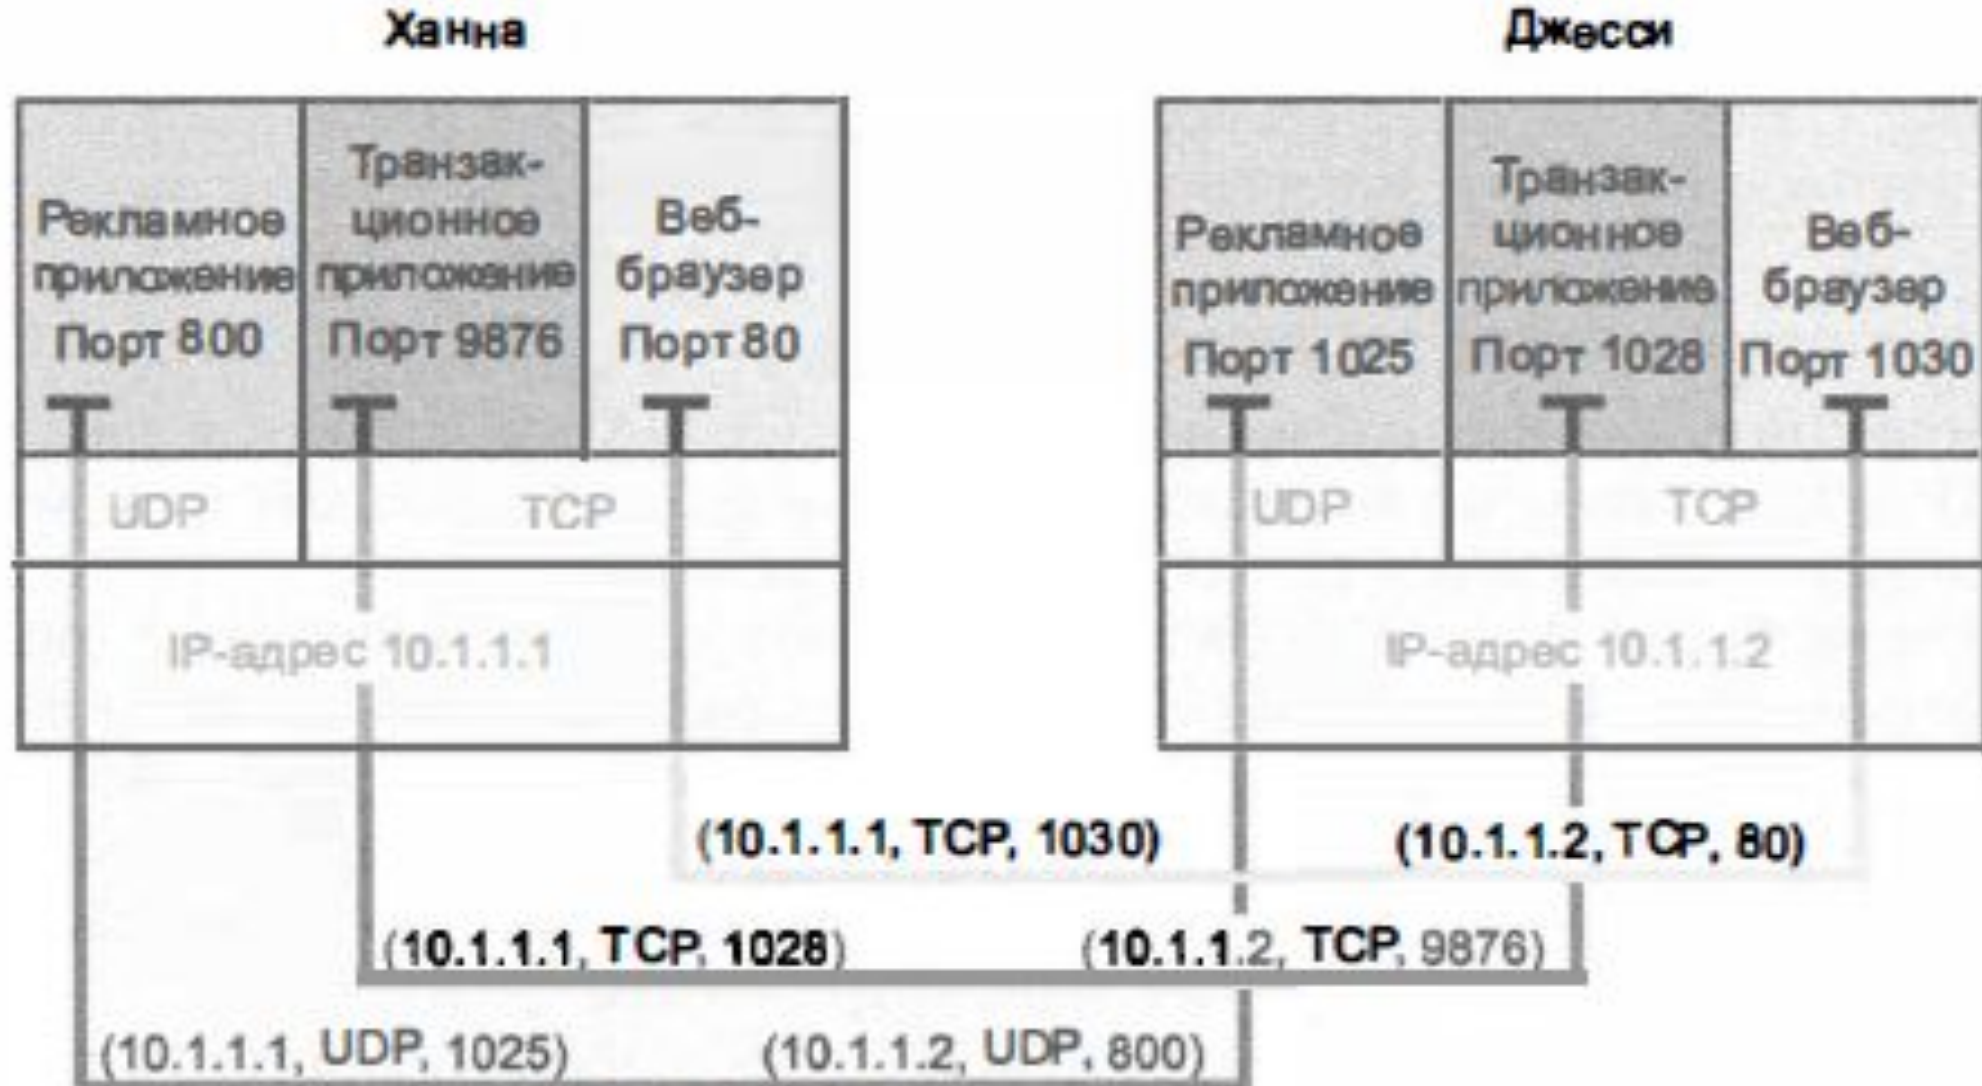 Ханна
Рекламное
приложение
Порт 800
Транзак-
ционное
приложение
Порт 9876
Веб-
браузер
Порт 80
UDP
TCP
IP-адрес 10.1.1.1
Джесси
Рекламное
приложение
Порт 1025
Транзак-
ционное
приложение
Порт 1028
Веб-
браузер
Порт 1030
UDP
TCP
IP-адрес 10.1.1.2
(10.1.1.1, TCP, 1030)
(10.1.1.2, TCP, 80)
(10.1.1.1, TCP, 1028)
(10.1.1.2, TCP, 9876)
(10.1.1.1, UDP, 1025)
(10.1.1.2, UDP, 800)